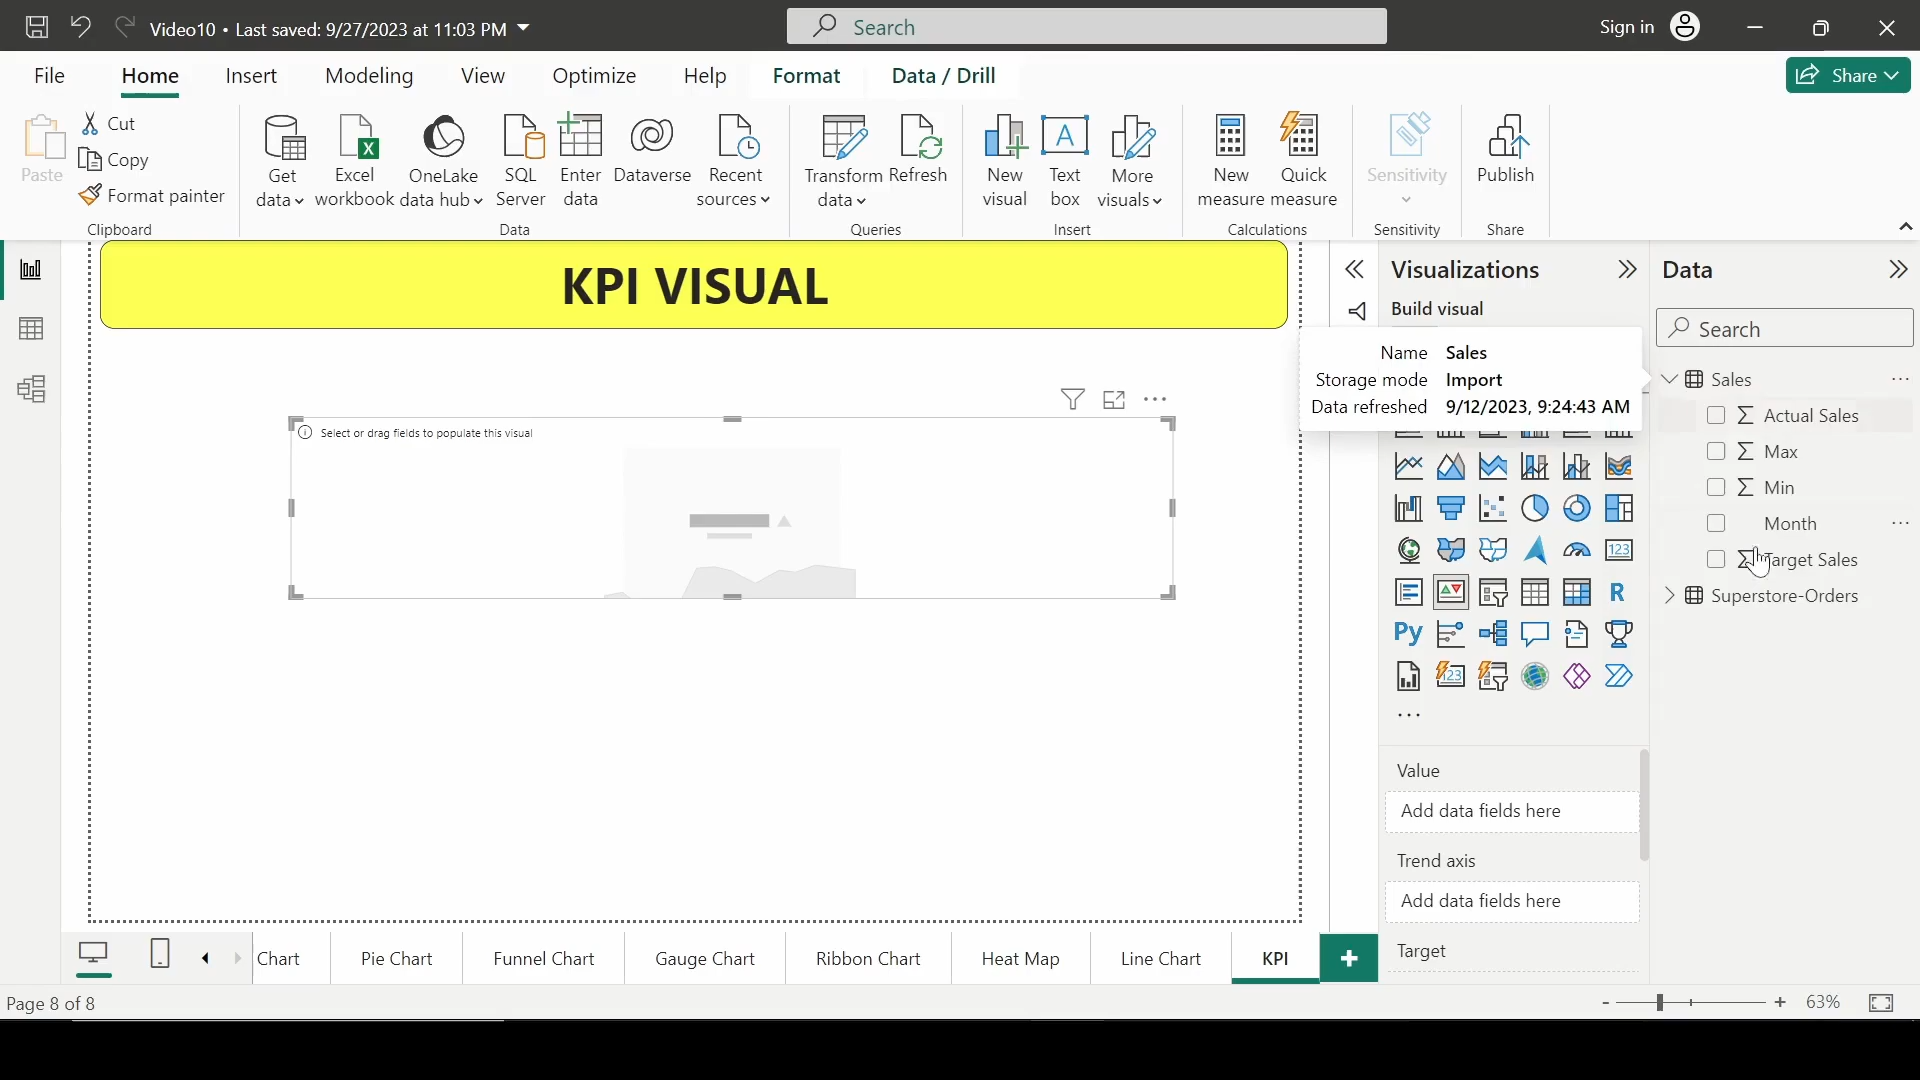 Video10 • Last saved: 9/27/2023 at 11:03 PM
Search
Sign in
File
Home
Insert
Modeling
View
Optimize
Help
Format
Data / Drill
Share
Paste
Cut
Copy
Format painter
Clipboard
Get
data
Excel
workbook
OneLake
data hub
SQL
Server
Enter
data
Dataverse
Recent
sources
Data
Transform
data
Refresh
Queries
New
visual
Text
box
More
visuals
Insert
New
measure
Quick
measure
Calculations
Sensitivity
Sensitivity
Publish
Share
KPI VISUAL
Select or drag fields to populate this visual
Visualizations
Build visual
Name Sales
Storage mode Import
Data refreshed 9/12/2023, 9:24:43 AM
123
R
Py
123
Value
Add data fields here
Trend axis
Add data fields here
Target
Data
Search
Sales
Actual Sales
Max
Min
Month
Target Sales
Superstore-Orders
Chart
Pie Chart
Funnel Chart
Gauge Chart
Ribbon Chart
Heat Map
Line Chart
KPI
Page 8 of 8
63%